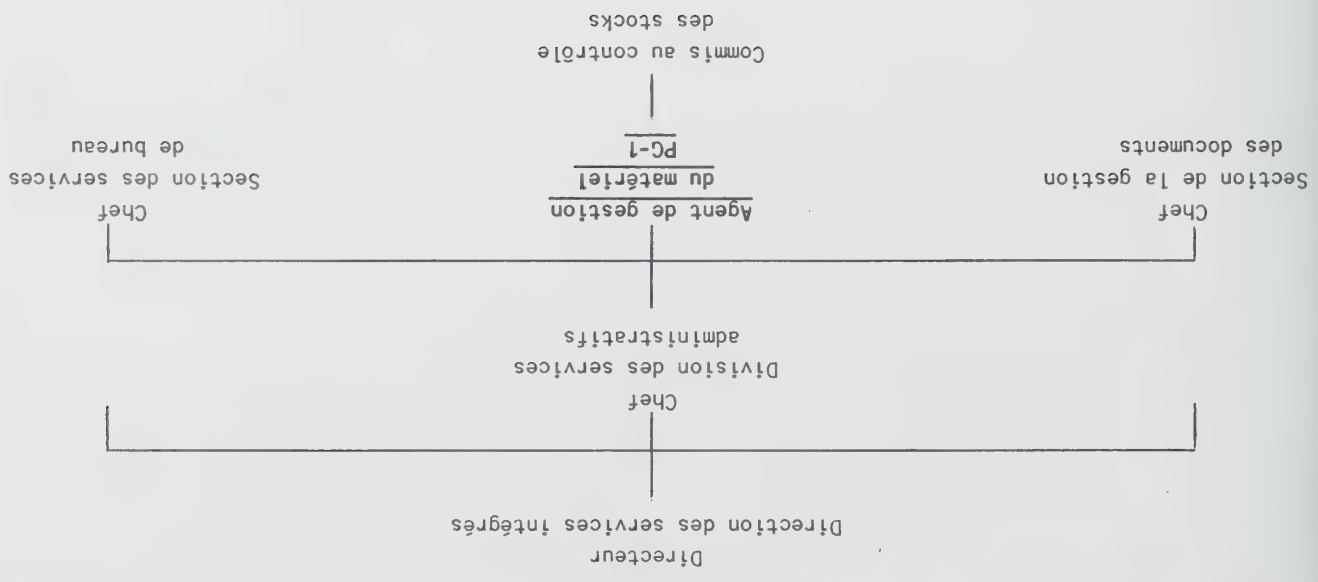 Directeur
Direction des services intégrés
Chef
Division des services
administratifs
Chef
Section de la gestion
des documents
Agent de gestion
du matériel
PG-1
Chef
Section des services
de bureau
Commis au contrôle
des stocks